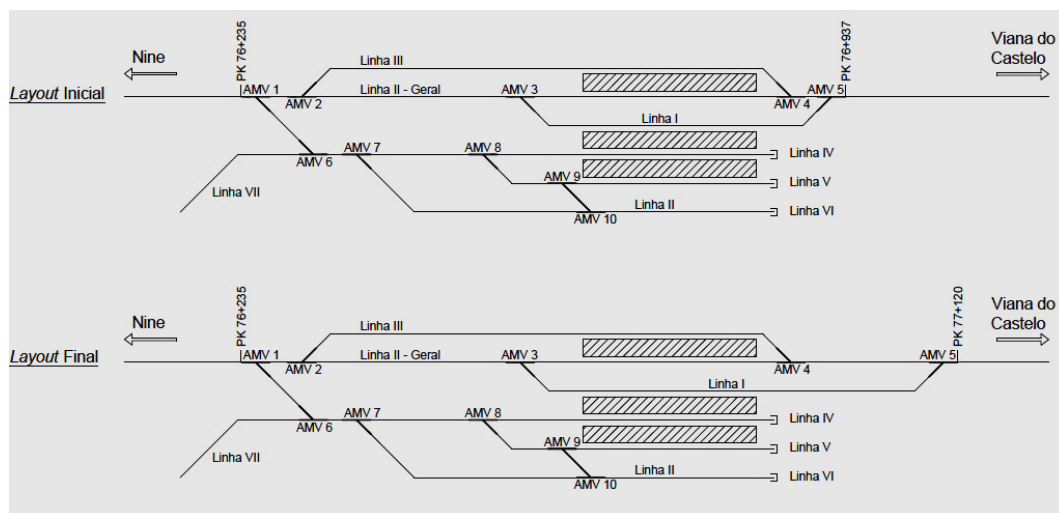 PK 76+235
PK 76+937
Nine
Viana do
Castelo
Linha III
Layout Inicial
AMV 1
AMV 2
Linha II - Geral
AMV 3
AMV 4
AMV 5
Linha I
AMV 6
AMV 7
AMV 8
Linha IV
Linha VII
AMV 9
Linha V
AMV 10
Linha II
Linha VI
PK 76+235
PK 77+120
Nine
Viana do
Castelo
Linha III
Layout Final
AMV 1
AMV 2
Linha II - Geral
AMV 3
AMV 4
AMV 5
Linha I
AMV 6
AMV 7
AMV 8
Linha IV
Linha VII
AMV 9
Linha V
AMV 10
Linha II
Linha VI